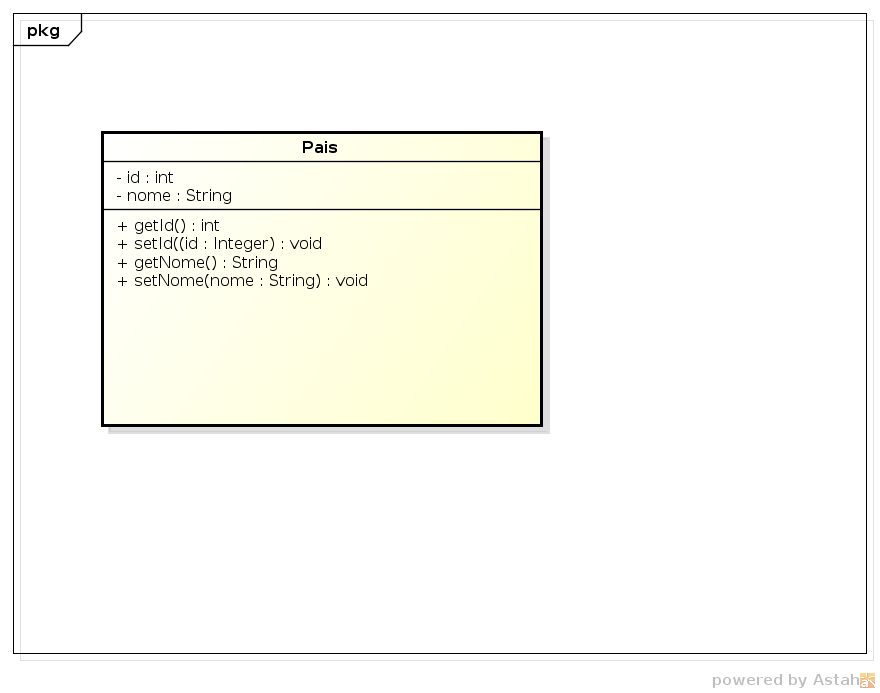 pkg
Pais
- id : int
- nome : String
+ getId() : int
+ setId((id : Integer) : void
+ getNome() : String
+ setNome(nome : String) : void
powered by Astah